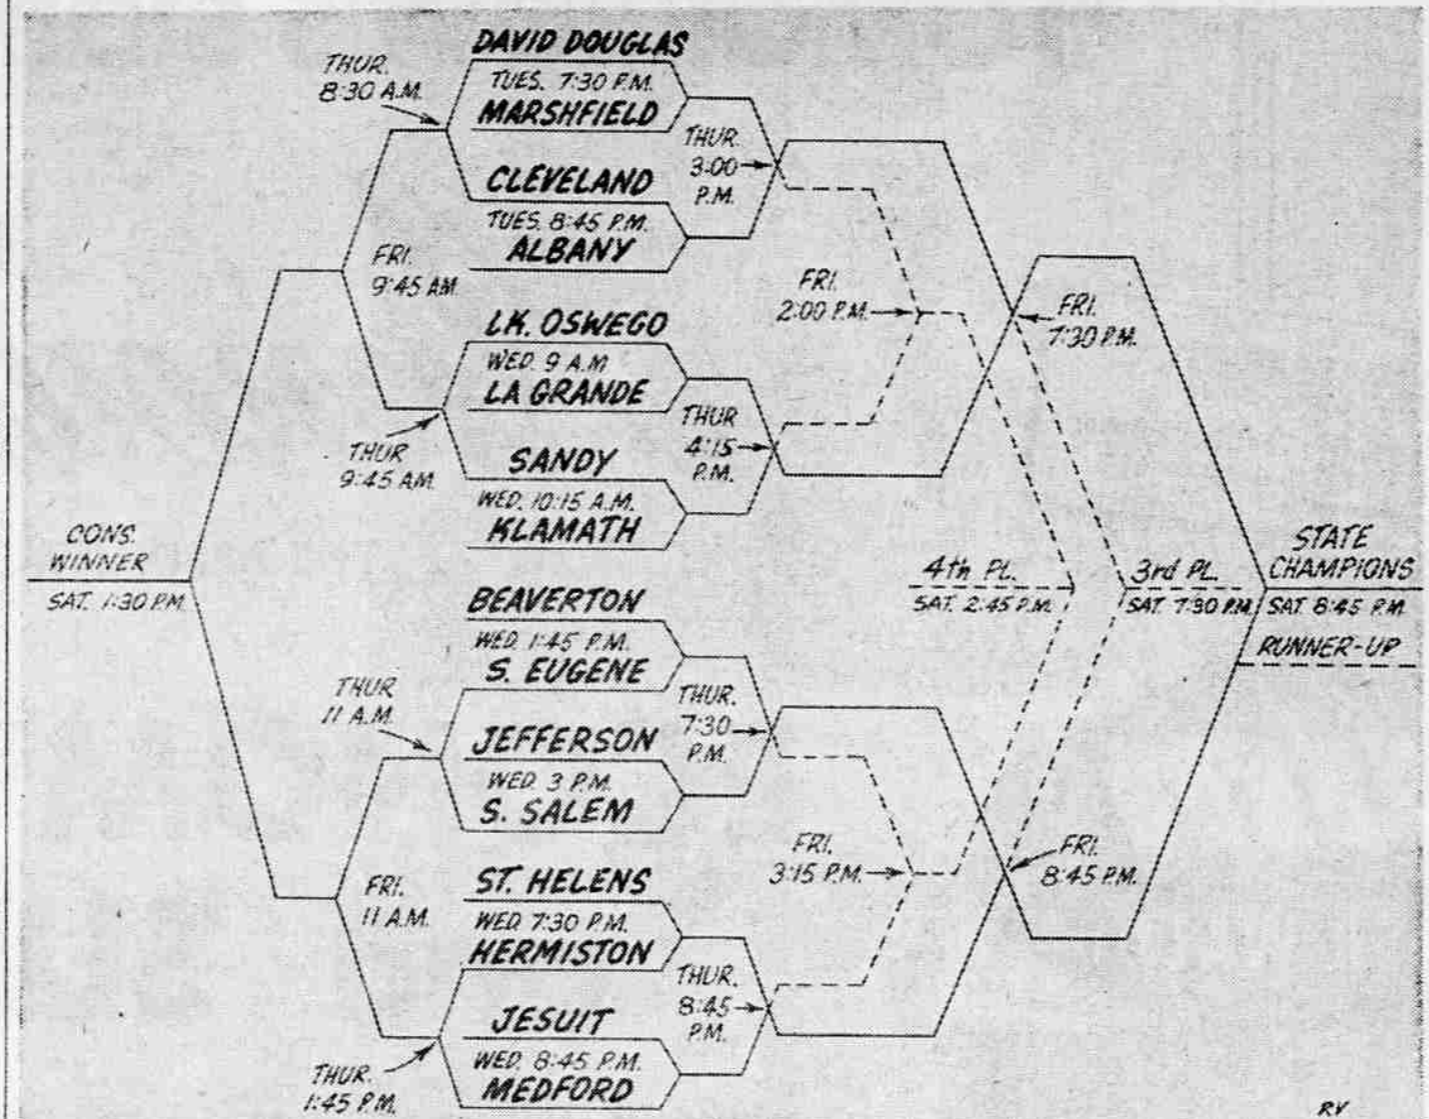 DAVID DOUGLAS
THUR.
8:30 A.M.
TUES. 7:30 P.M.
MARSHFIELD
THUR.
3:00
P.M.
CLEVELAND
TUES. 8:45 P.M.
ALBANY
FRI.
9:45 A.M.
FRI.
2:00 P.M.
FRI.
7:30 P.M.
LK. OSWEGO
WED. 9 A.M
LA GRANDE
THUR
4:15
P.M.
THUR
9:45 A.M.
SANDY
WED. 10:15 A.M.
KLAMATH
CONS.
WINNER
SAT. 1:30 P.M.
4th PL.
SAT. 2:45 P.M.
3rd PL.
SAT. 7:30 P.M.
STATE
CHAMPIONS
SAT. 8:45 P.M.
RUNNER-UP
BEAVERTON
WED. 1:45 P.M.
S. EUGENE
THUR
11 A.M.
THUR.
7:30
P.M.
JEFFERSON
WED. 3 P.M.
S. SALEM
FRI.
3:15 P.M.
FRI.
8:45 P.M.
FRI.
11 A.M.
ST. HELENS
WED. 7:30 P.M.
HERMISTON
THUR.
8:45
P.M.
JESUIT
WED. 8:45 P.M.
MEDFORD
THUR.
1:45 P.M.
RV